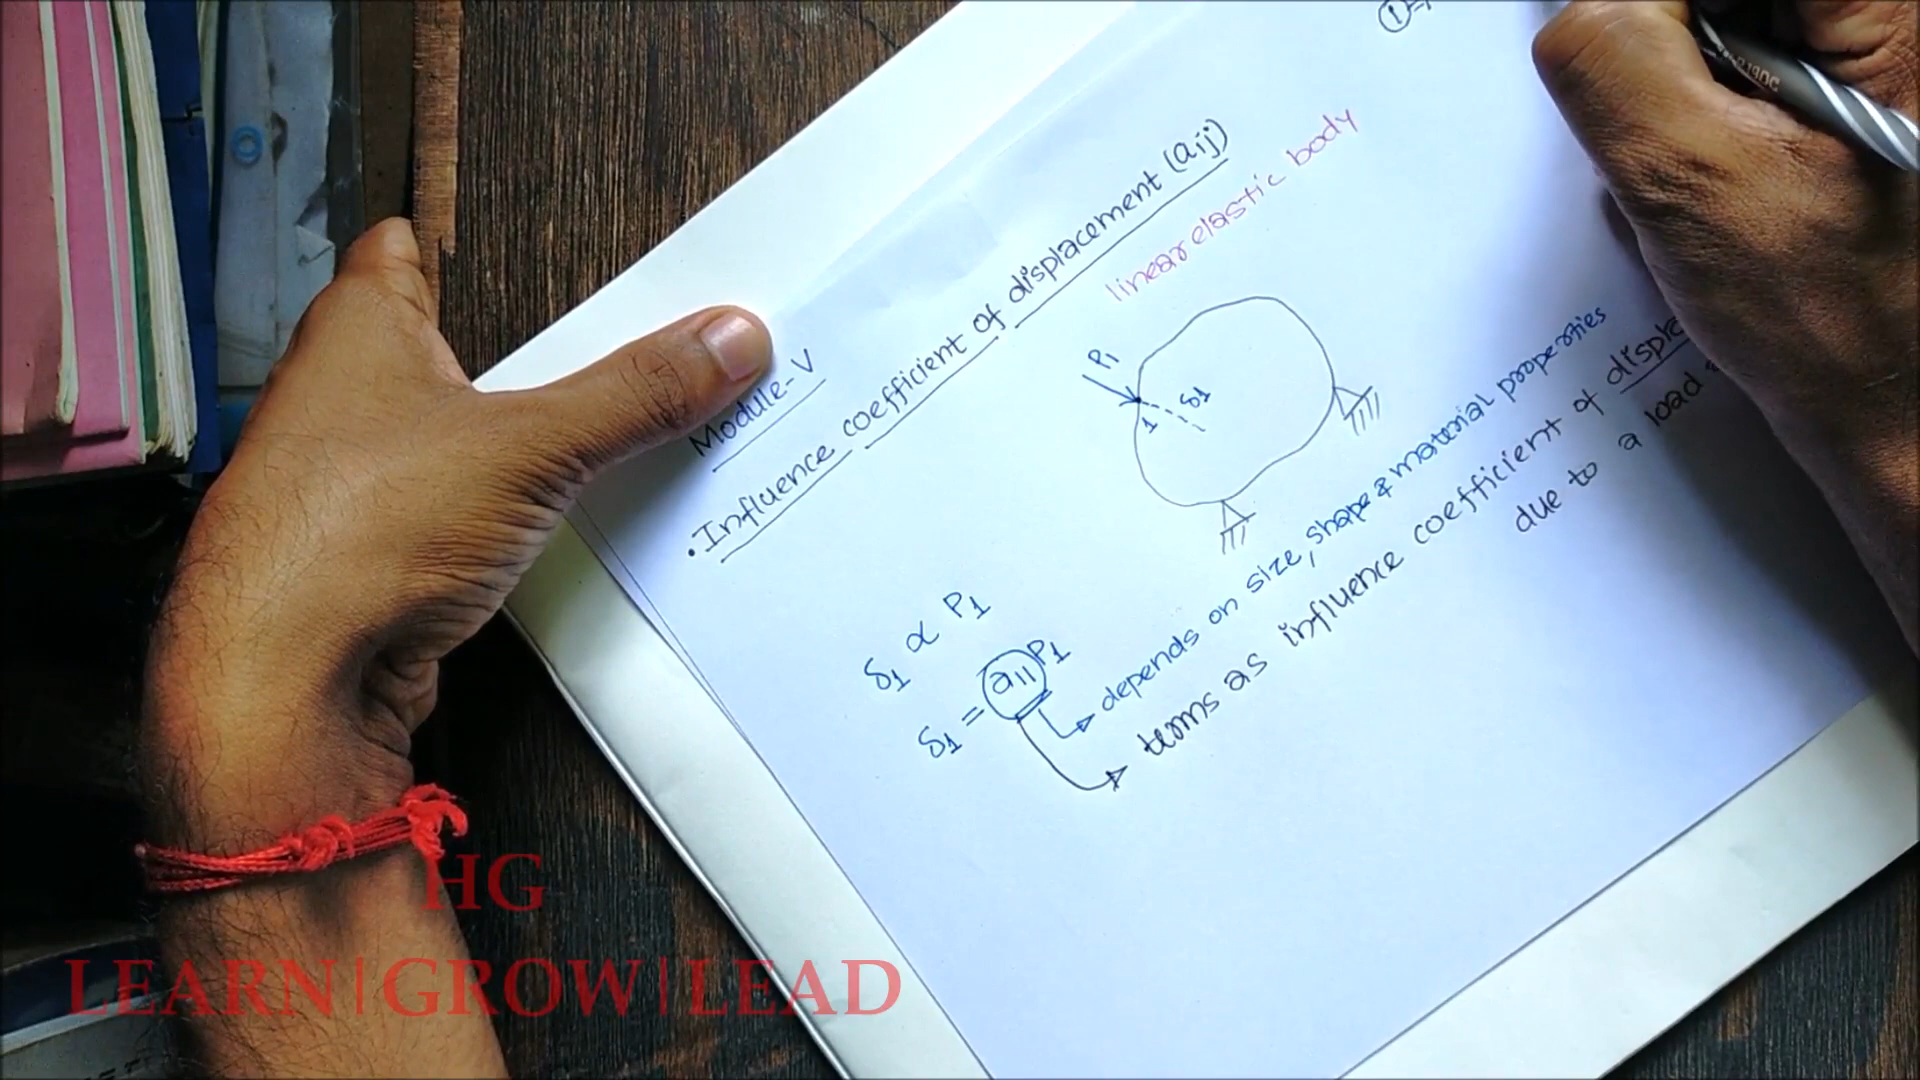 Module-V
• Influence coefficient of displacement (aij)
linear elastic body
P1
1
δ1
δ1 ∝ P1
δ1 = a11 P1
depends on size, shape & material properties
terms as influence coefficient of
due to a load
HG
LEARN|GROW|LEAD